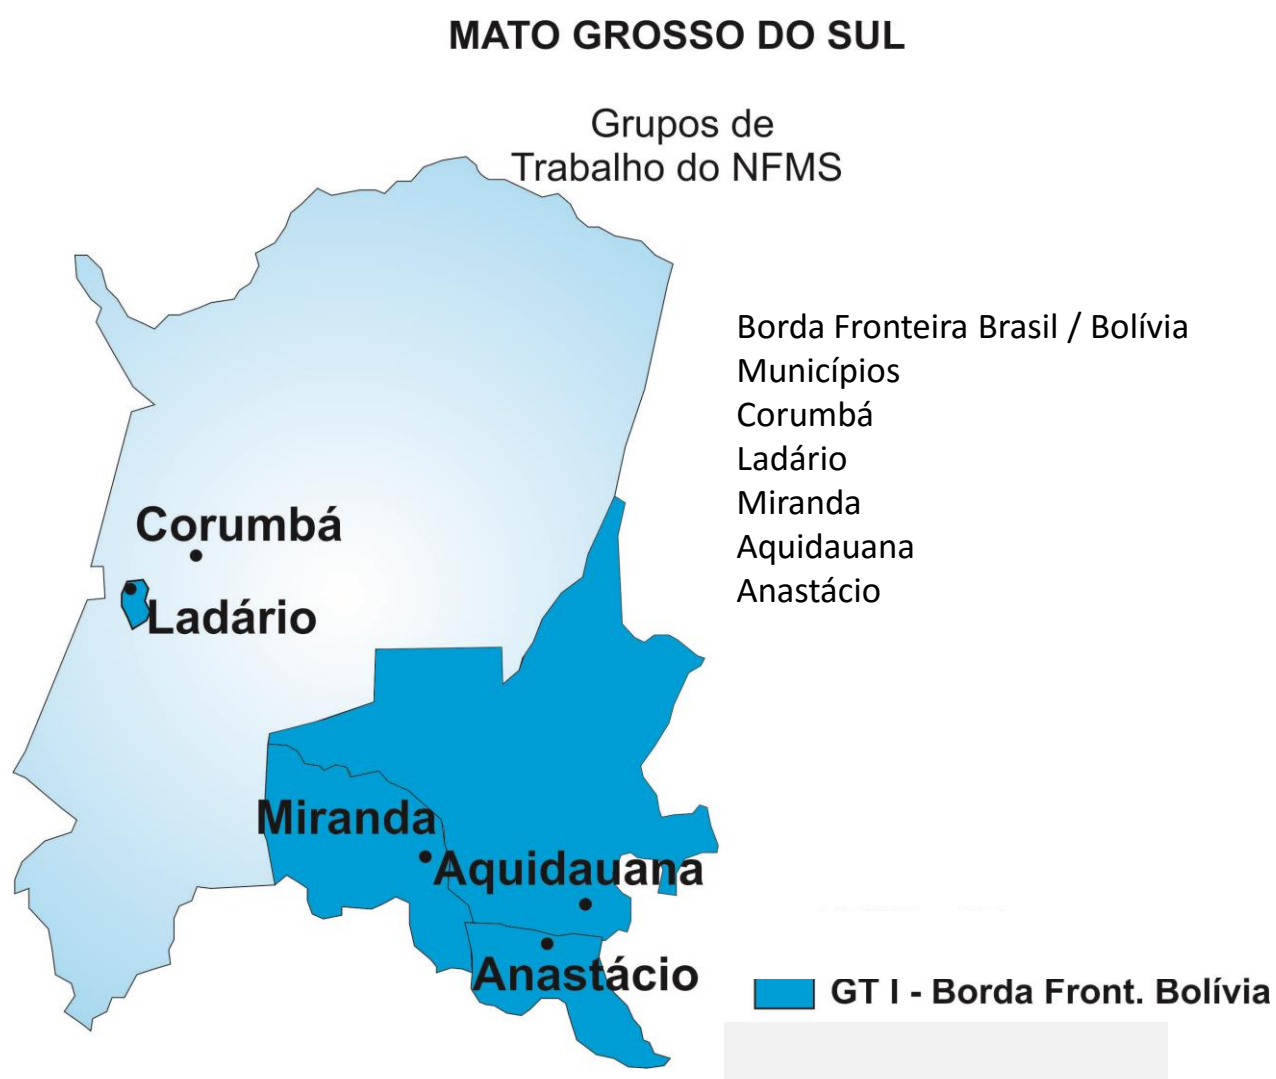 MATO GROSSO DO SUL
Grupos de
Trabalho do NFMS
Borda Fronteira Brasil / Bolívia
Municípios
Corumbá
Ladário
Miranda
Aquidauana
Anastácio
Corumbá
Ladário
Miranda
Aquidauana
Anastácio
GT I - Borda Front. Bolívia